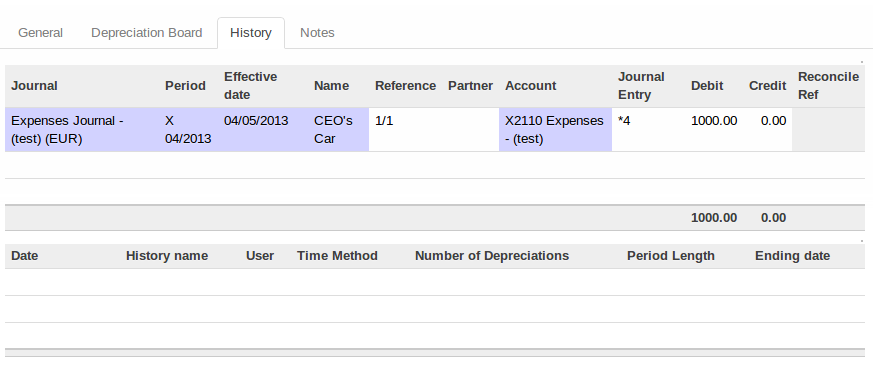 General Depreciation Board History Notes
Journal Period Effective date Name Reference Partner Account Journal Entry Debit Credit Reconcile Ref
Expenses Journal - (test) (EUR) X 04/2013 04/05/2013 CEO's Car 1/1 X2110 Expenses - (test) *4 1000.00 0.00
1000.00 0.00
Date History name User Time Method Number of Depreciations Period Length Ending date